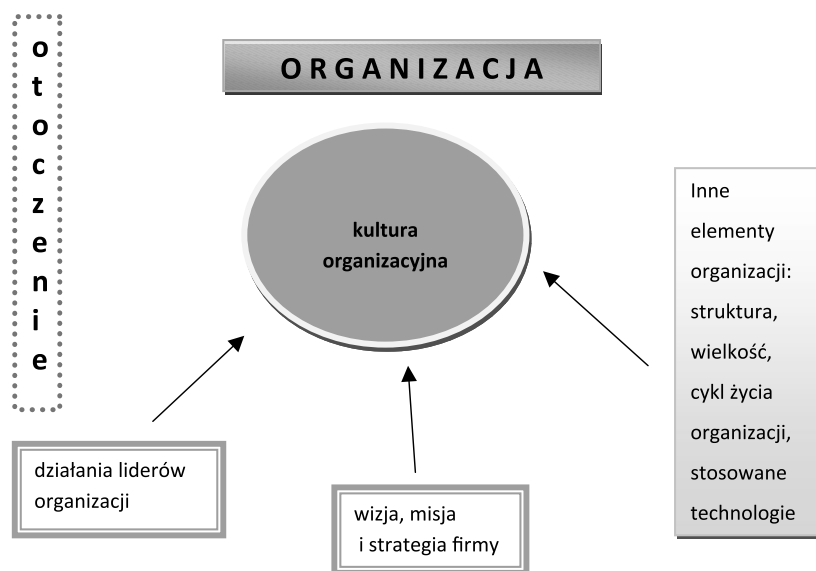 otoczenie
ORGANIZACJA
kultura
organizacyjna
Inne
elementy
organizacji:
struktura,
wielkość,
cykl życia
organizacji,
stosowane
technologie
działania liderów
organizacji
wizja, misja
i strategia firmy